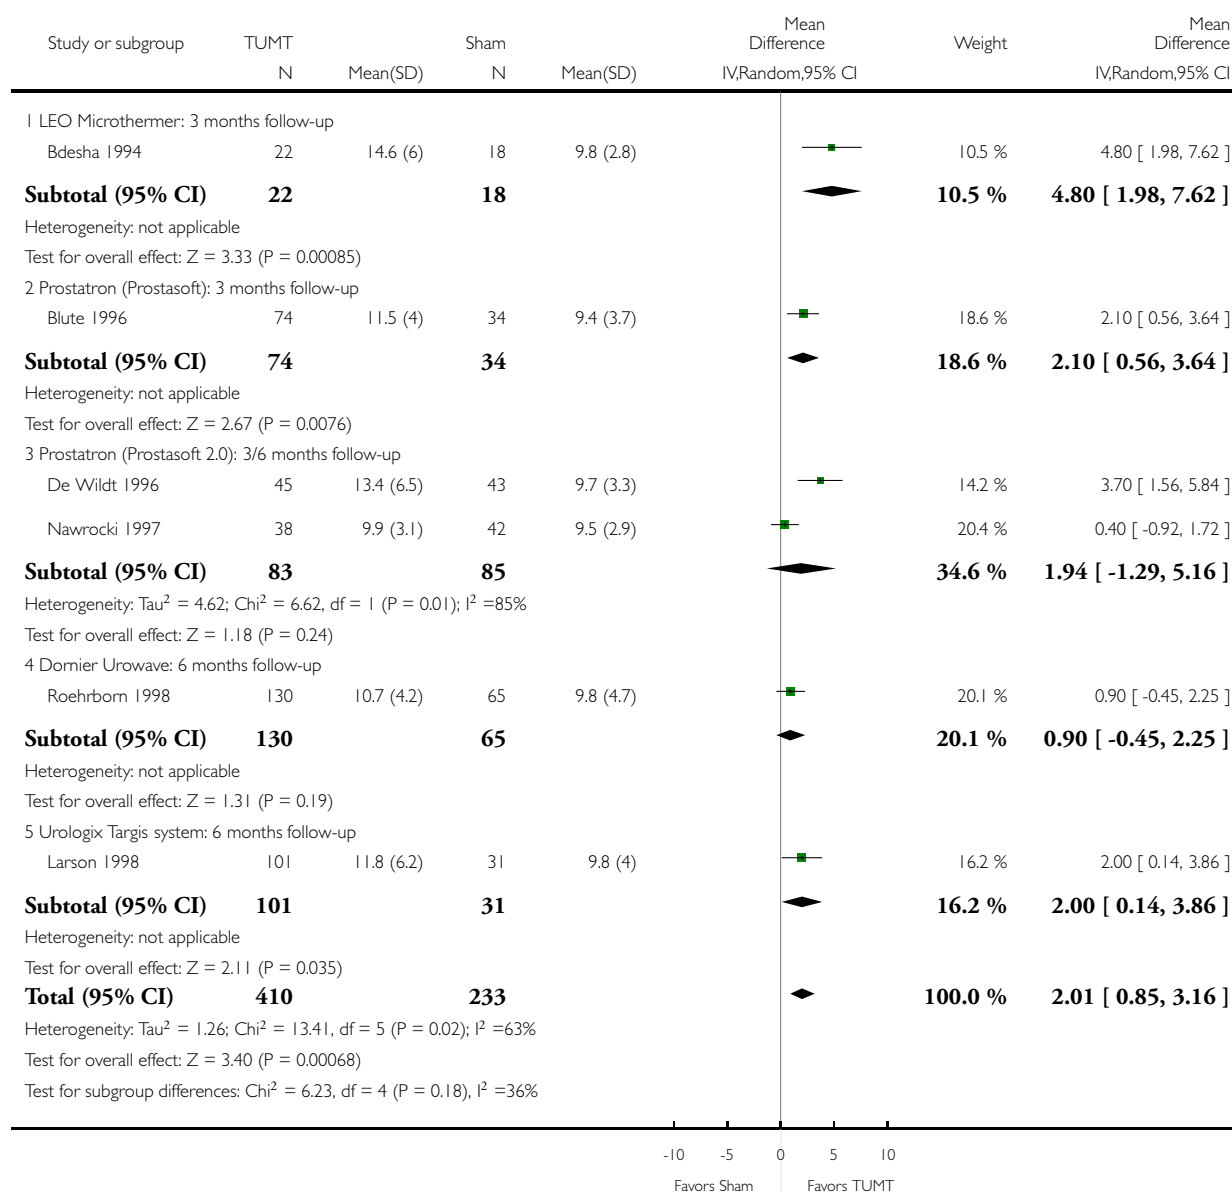 Study or subgroup TUMT Sham Mean Difference Weight Mean Difference
N Mean(SD) N Mean(SD) IV,Random,95% CI IV,Random,95% CI
1 LEO Microthermer: 3 months follow-up
Bdesha 1994 22 14.6 (6) 18 9.8 (2.8) 10.5 % 4.80 [ 1.98, 7.62 ]
Subtotal (95% CI) 22 18 10.5 % 4.80 [ 1.98, 7.62 ]
Heterogeneity: not applicable
Test for overall effect: Z = 3.33 (P = 0.00085)
2 Prostatron (Prostasoft): 3 months follow-up
Blute 1996 74 11.5 (4) 34 9.4 (3.7) 18.6 % 2.10 [ 0.56, 3.64 ]
Subtotal (95% CI) 74 34 18.6 % 2.10 [ 0.56, 3.64 ]
Heterogeneity: not applicable
Test for overall effect: Z = 2.67 (P = 0.0076)
3 Prostatron (Prostasoft 2.0): 3/6 months follow-up
De Wildt 1996 45 13.4 (6.5) 43 9.7 (3.3) 14.2 % 3.70 [ 1.56, 5.84 ]
Nawrocki 1997 38 9.9 (3.1) 42 9.5 (2.9) 20.4 % 0.40 [ -0.92, 1.72 ]
Subtotal (95% CI) 83 85 34.6 % 1.94 [ -1.29, 5.16 ]
Heterogeneity: Tau² = 4.62; Chi² = 6.62, df = 1 (P = 0.01); I² =85%
Test for overall effect: Z = 1.18 (P = 0.24)
4 Dornier Urowave: 6 months follow-up
Roehrborn 1998 130 10.7 (4.2) 65 9.8 (4.7) 20.1 % 0.90 [ -0.45, 2.25 ]
Subtotal (95% CI) 130 65 20.1 % 0.90 [ -0.45, 2.25 ]
Heterogeneity: not applicable
Test for overall effect: Z = 1.31 (P = 0.19)
5 Urologix Targis system: 6 months follow-up
Larson 1998 101 11.8 (6.2) 31 9.8 (4) 16.2 % 2.00 [ 0.14, 3.86 ]
Subtotal (95% CI) 101 31 16.2 % 2.00 [ 0.14, 3.86 ]
Heterogeneity: not applicable
Test for overall effect: Z = 2.11 (P = 0.035)
Total (95% CI) 410 233 100.0 % 2.01 [ 0.85, 3.16 ]
Heterogeneity: Tau² = 1.26; Chi² = 13.41, df = 5 (P = 0.02); I² =63%
Test for overall effect: Z = 3.40 (P = 0.00068)
Test for subgroup differences: Chi² = 6.23, df = 4 (P = 0.18), I² =36%
-10 -5 0 5 10
Favors Sham Favors TUMT